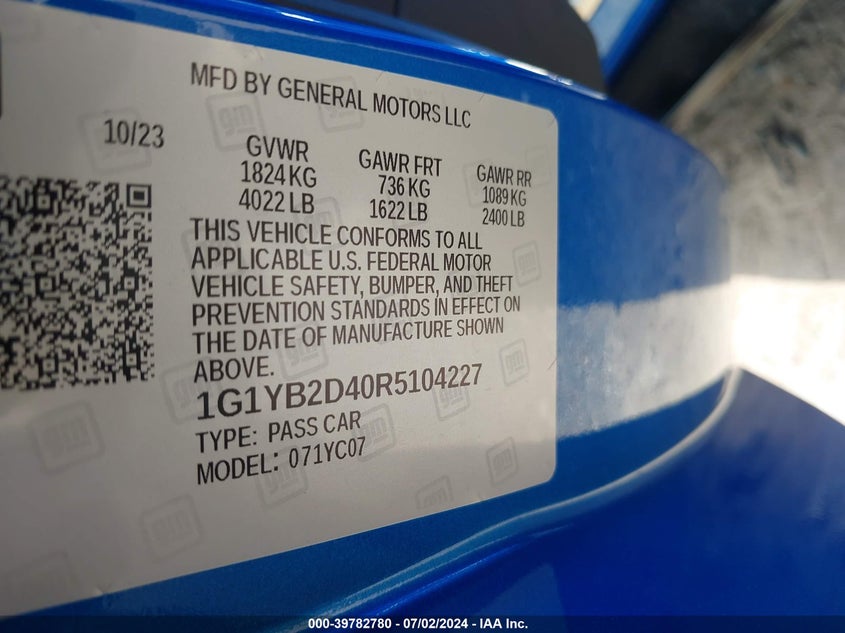 MFD BY GENERAL MOTORS LLC
10/23
GVWR
1824 KG
4022 LB
GAWR FRT
736 KG
1622 LB
GAWR RR
1089 KG
2400 LB
THIS VEHICLE CONFORMS TO ALL
APPLICABLE U.S. FEDERAL MOTOR
VEHICLE SAFETY, BUMPER, AND THEFT
PREVENTION STANDARDS IN EFFECT ON
THE DATE OF MANUFACTURE SHOWN
ABOVE.
1G1YB2D40R5104227
TYPE: PASS CAR
MODEL: 071YC07
gm
000-39782780 - 07/02/2024 - IAA Inc.